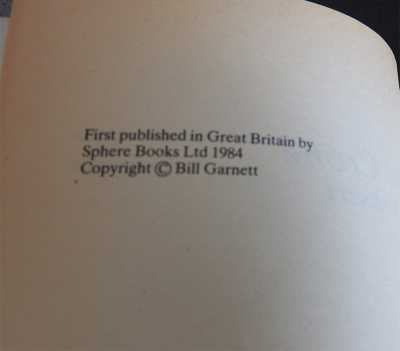 First published in Great Britain by
Sphere Books Ltd 1984
Copyright © Bill Garnett